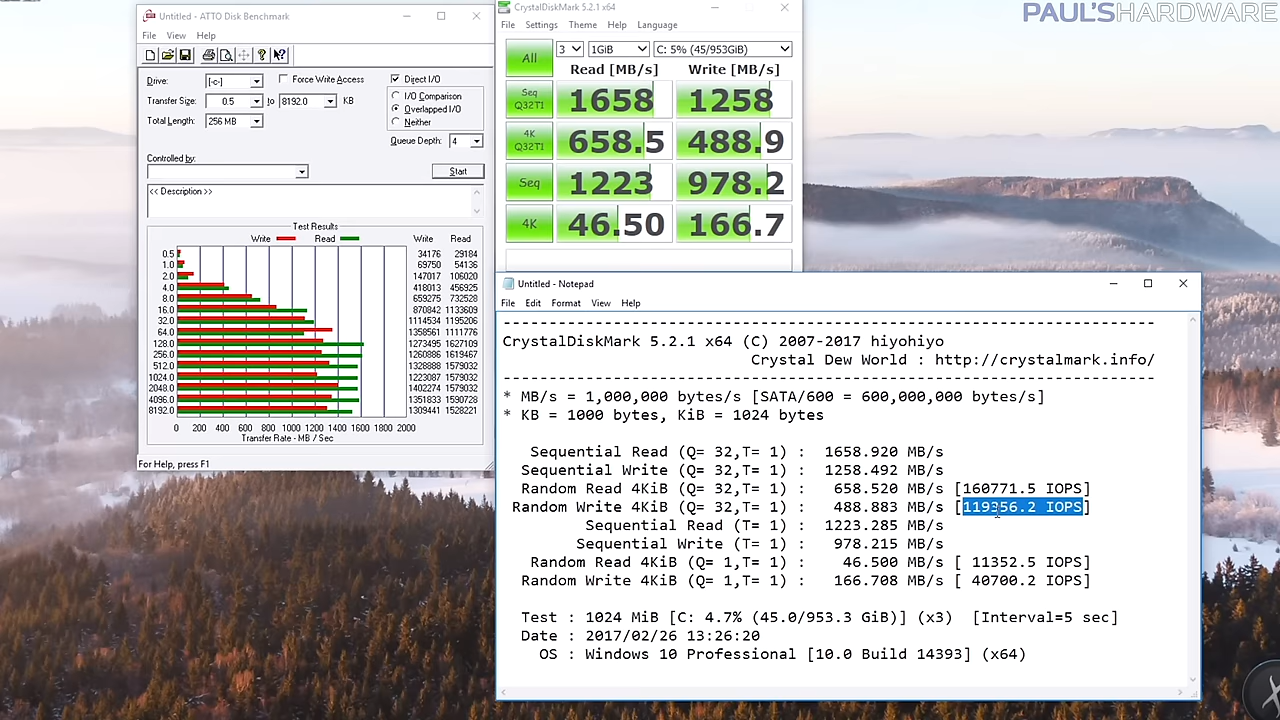 PAUL'SHARDWARE
Untitled - ATTO Disk Benchmark
File View Help
Drive: [-c-] Force Write Access Direct I/O
Transfer Size: 0.5 to 8192.0 KB I/O Comparison
Overlapped I/O
Total Length: 256 MB Neither
Queue Depth: 4
Controlled by:
Start
<< Description >>
Test Results
Write Read Write Read
0.5 34176 29184
1.0 69750 54136
2.0 147017 106020
4.0 418013 456925
8.0 659275 732528
16.0 870842 1133609
32.0 1114534 1195206
64.0 1358561 1111776
128.0 1273495 1627109
256.0 1260886 1619467
512.0 1328888 1579032
1024.0 1223087 1579032
2048.0 1402274 1579032
4096.0 1351833 1590728
8192.0 1309441 1528221
0 200 400 600 800 1000 1200 1400 1600 1800 2000
Transfer Rate - MB / Sec
For Help, press F1
CrystalDiskMark 5.2.1 x64
File Settings Theme Help Language
All 3 1GiB C: 5% (45/953GiB)
Read [MB/s] Write [MB/s]
Seq Q32T1 1658 1258
4K Q32T1 658.5 488.9
Seq 1223 978.2
4K 46.50 166.7
Untitled - Notepad
File Edit Format View Help
-----------------------------------------------------------------------
CrystalDiskMark 5.2.1 x64 (C) 2007-2017 hiyohiyo
Crystal Dew World : http://crystalmark.info/
-----------------------------------------------------------------------
* MB/s = 1,000,000 bytes/s [SATA/600 = 600,000,000 bytes/s]
* KB = 1000 bytes, KiB = 1024 bytes
Sequential Read (Q= 32,T= 1) : 1658.920 MB/s
Sequential Write (Q= 32,T= 1) : 1258.492 MB/s
Random Read 4KiB (Q= 32,T= 1) : 658.520 MB/s [160771.5 IOPS]
Random Write 4KiB (Q= 32,T= 1) : 488.883 MB/s [119356.2 IOPS]
Sequential Read (T= 1) : 1223.285 MB/s
Sequential Write (T= 1) : 978.215 MB/s
Random Read 4KiB (Q= 1,T= 1) : 46.500 MB/s [ 11352.5 IOPS]
Random Write 4KiB (Q= 1,T= 1) : 166.708 MB/s [ 40700.2 IOPS]
Test : 1024 MiB [C: 4.7% (45.0/953.3 GiB)] (x3) [Interval=5 sec]
Date : 2017/02/26 13:26:20
OS : Windows 10 Professional [10.0 Build 14393] (x64)